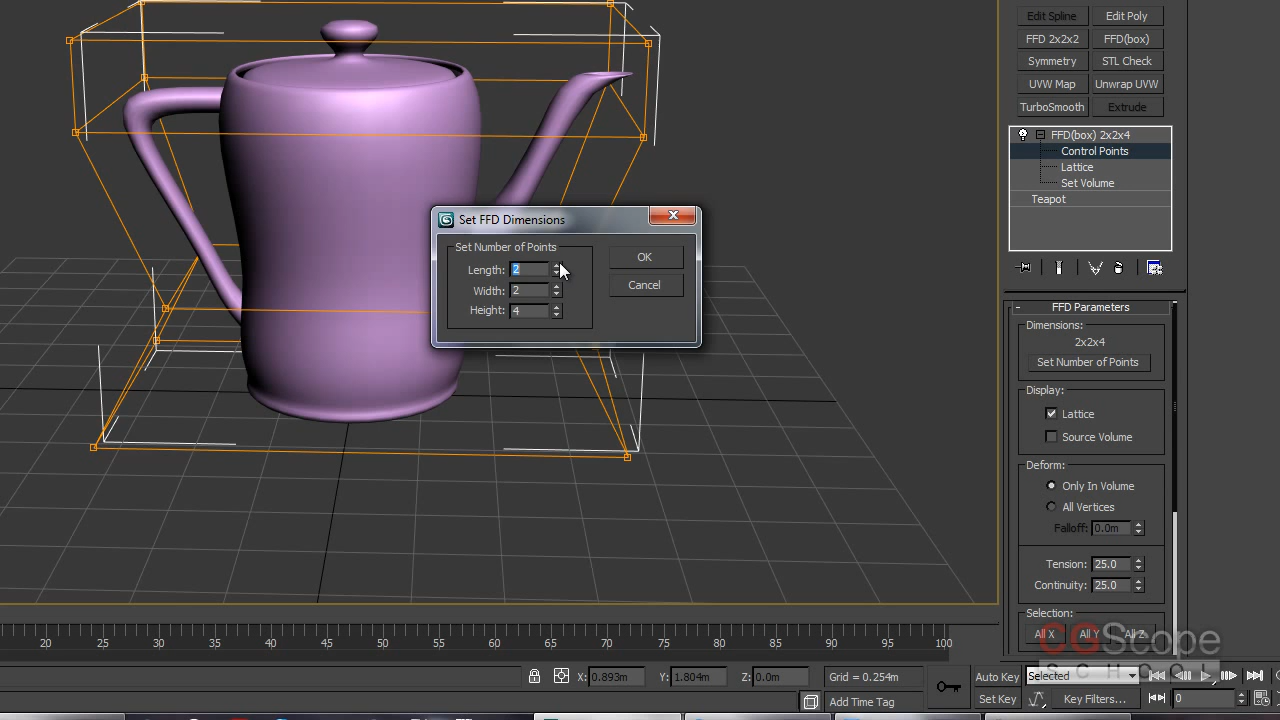 Edit Spline Edit Poly
FFD 2x2x2 FFD(box)
Symmetry STL Check
UVW Map Unwrap UVW
TurboSmooth Extrude
FFD(box) 2x2x4
Control Points
Lattice
Set Volume
Teapot
Set FFD Dimensions
Set Number of Points
Length: 2
Width: 2
Height: 4
OK
Cancel
FFD Parameters
Dimensions:
2x2x4
Set Number of Points
Display:
Lattice
Source Volume
Deform:
Only In Volume
All Vertices
Falloff: 0.0m
Tension: 25.0
Continuity: 25.0
Selection:
All X All Y All Z
CGScope
SCHOOL
20 25 30 35 40 45 50 55 60 65 70 75 80 85 90 95 100
X: 0.893m Y: 1.804m Z: 0.0m Grid = 0.254m Auto Key Selected
Add Time Tag Set Key Key Filters... 0